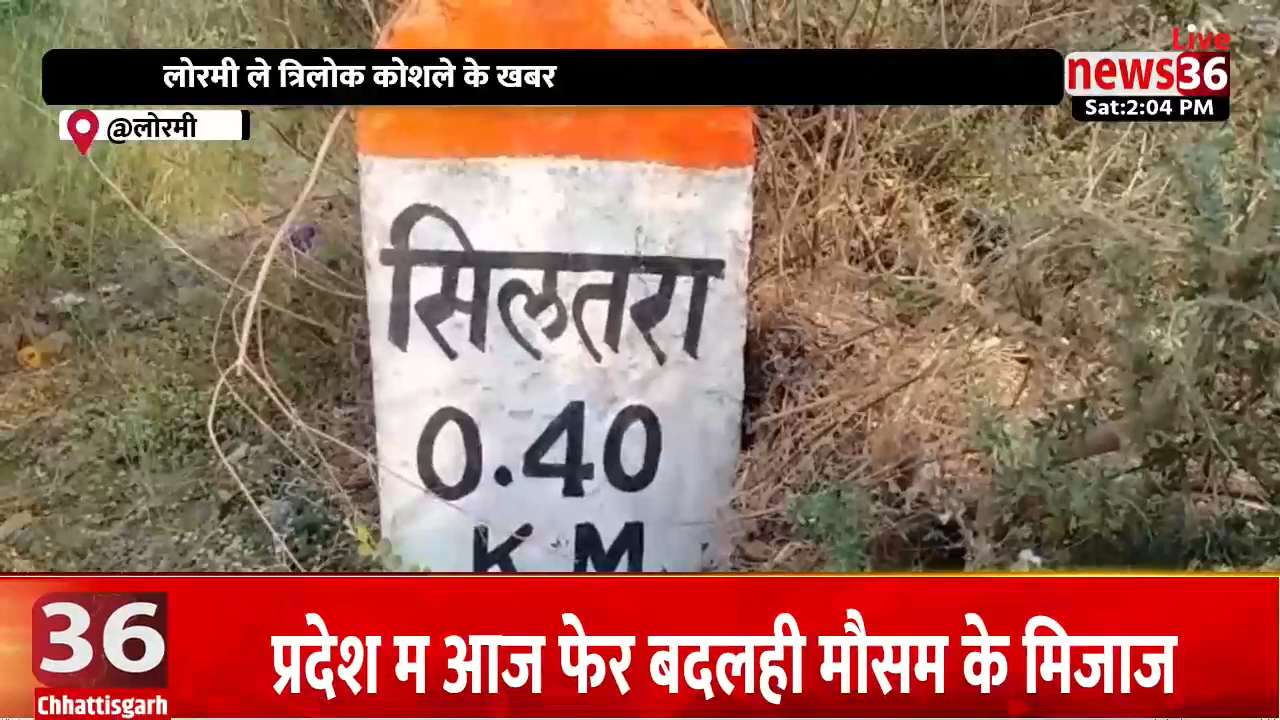 Live
लोरमी ले त्रिलोक कोशले के खबर
news36
Sat:2:04 PM
@लोरमी
सिलतरा
0.40
K.M.
36
Chhattisgarh
प्रदेश म आज फेर बदलही मौसम के मिजाज